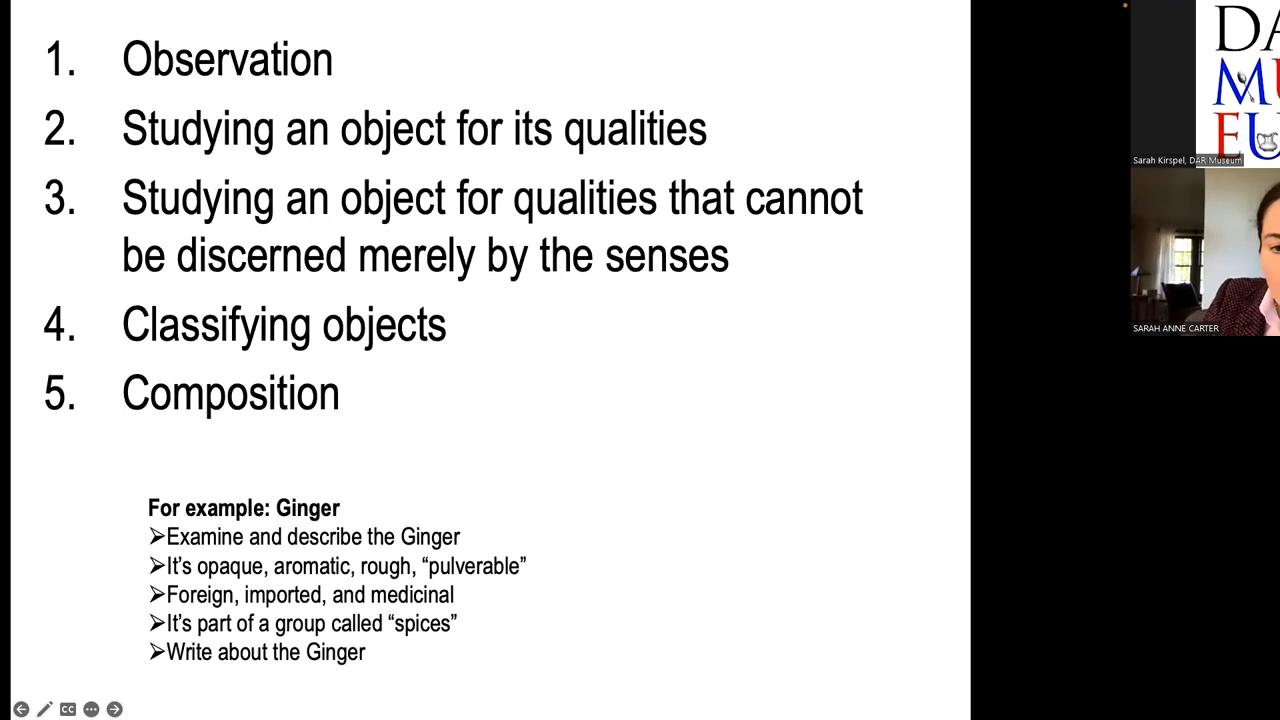 1. Observation
2. Studying an object for its qualities
3. Studying an object for qualities that cannot
be discerned merely by the senses
4. Classifying objects
5. Composition
For example: Ginger
➢Examine and describe the Ginger
➢It’s opaque, aromatic, rough, “pulverable”
➢Foreign, imported, and medicinal
➢It’s part of a group called “spices”
➢Write about the Ginger
CC
DA
MU
EU
Sarah Kirspel, DAR Museum
SARAH ANNE CARTER